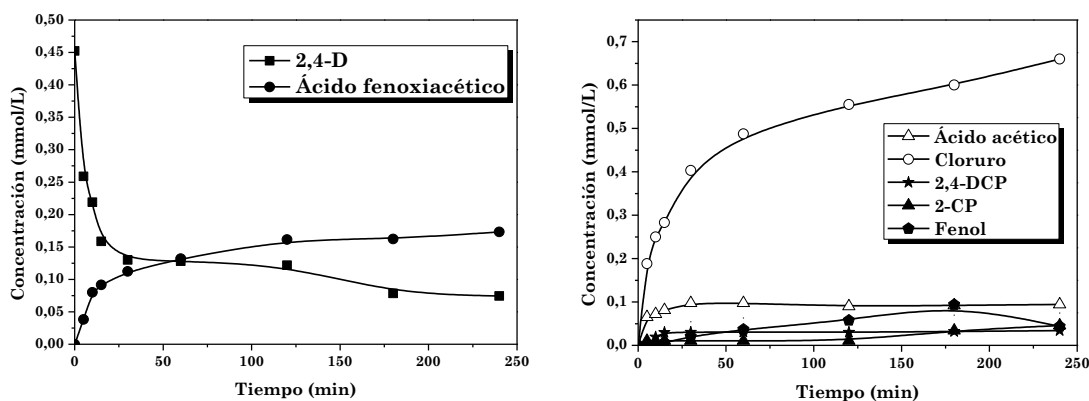 0,50
0,45
0,40
0,35
0,30
0,25
0,20
0,15
0,10
0,05
0,00
Concentración (mmol/L)
2,4-D
Ácido fenoxiacético
0 50 100 150 200 250
Tiempo (min)
0,7
0,6
0,5
0,4
0,3
0,2
0,1
0,0
Concentración (mmol/L)
Ácido acético
Cloruro
2,4-DCP
2-CP
Fenol
0 50 100 150 200 250
Tiempo (min)